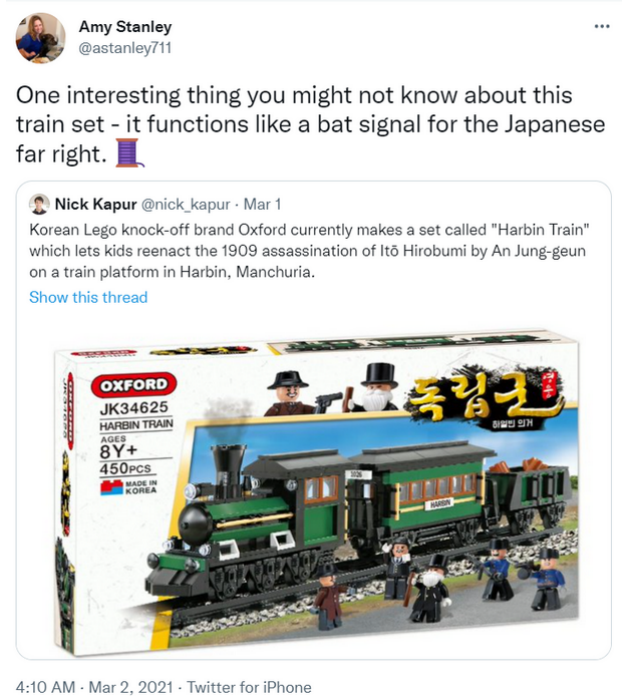 Amy Stanley
@astanley711
One interesting thing you might not know about this
train set - it functions like a bat signal for the Japanese
far right.
Nick Kapur @nick_kapur · Mar 1
Korean Lego knock-off brand Oxford currently makes a set called "Harbin Train"
which lets kids reenact the 1909 assassination of Itō Hirobumi by An Jung-geun
on a train platform in Harbin, Manchuria.
Show this thread
OXFORD
JK34625
HARBIN TRAIN
AGES
8Y+
450PCS
MADE IN
KOREA
독립군
영웅
하얼빈 의거
HARBIN
4:10 AM · Mar 2, 2021 · Twitter for iPhone